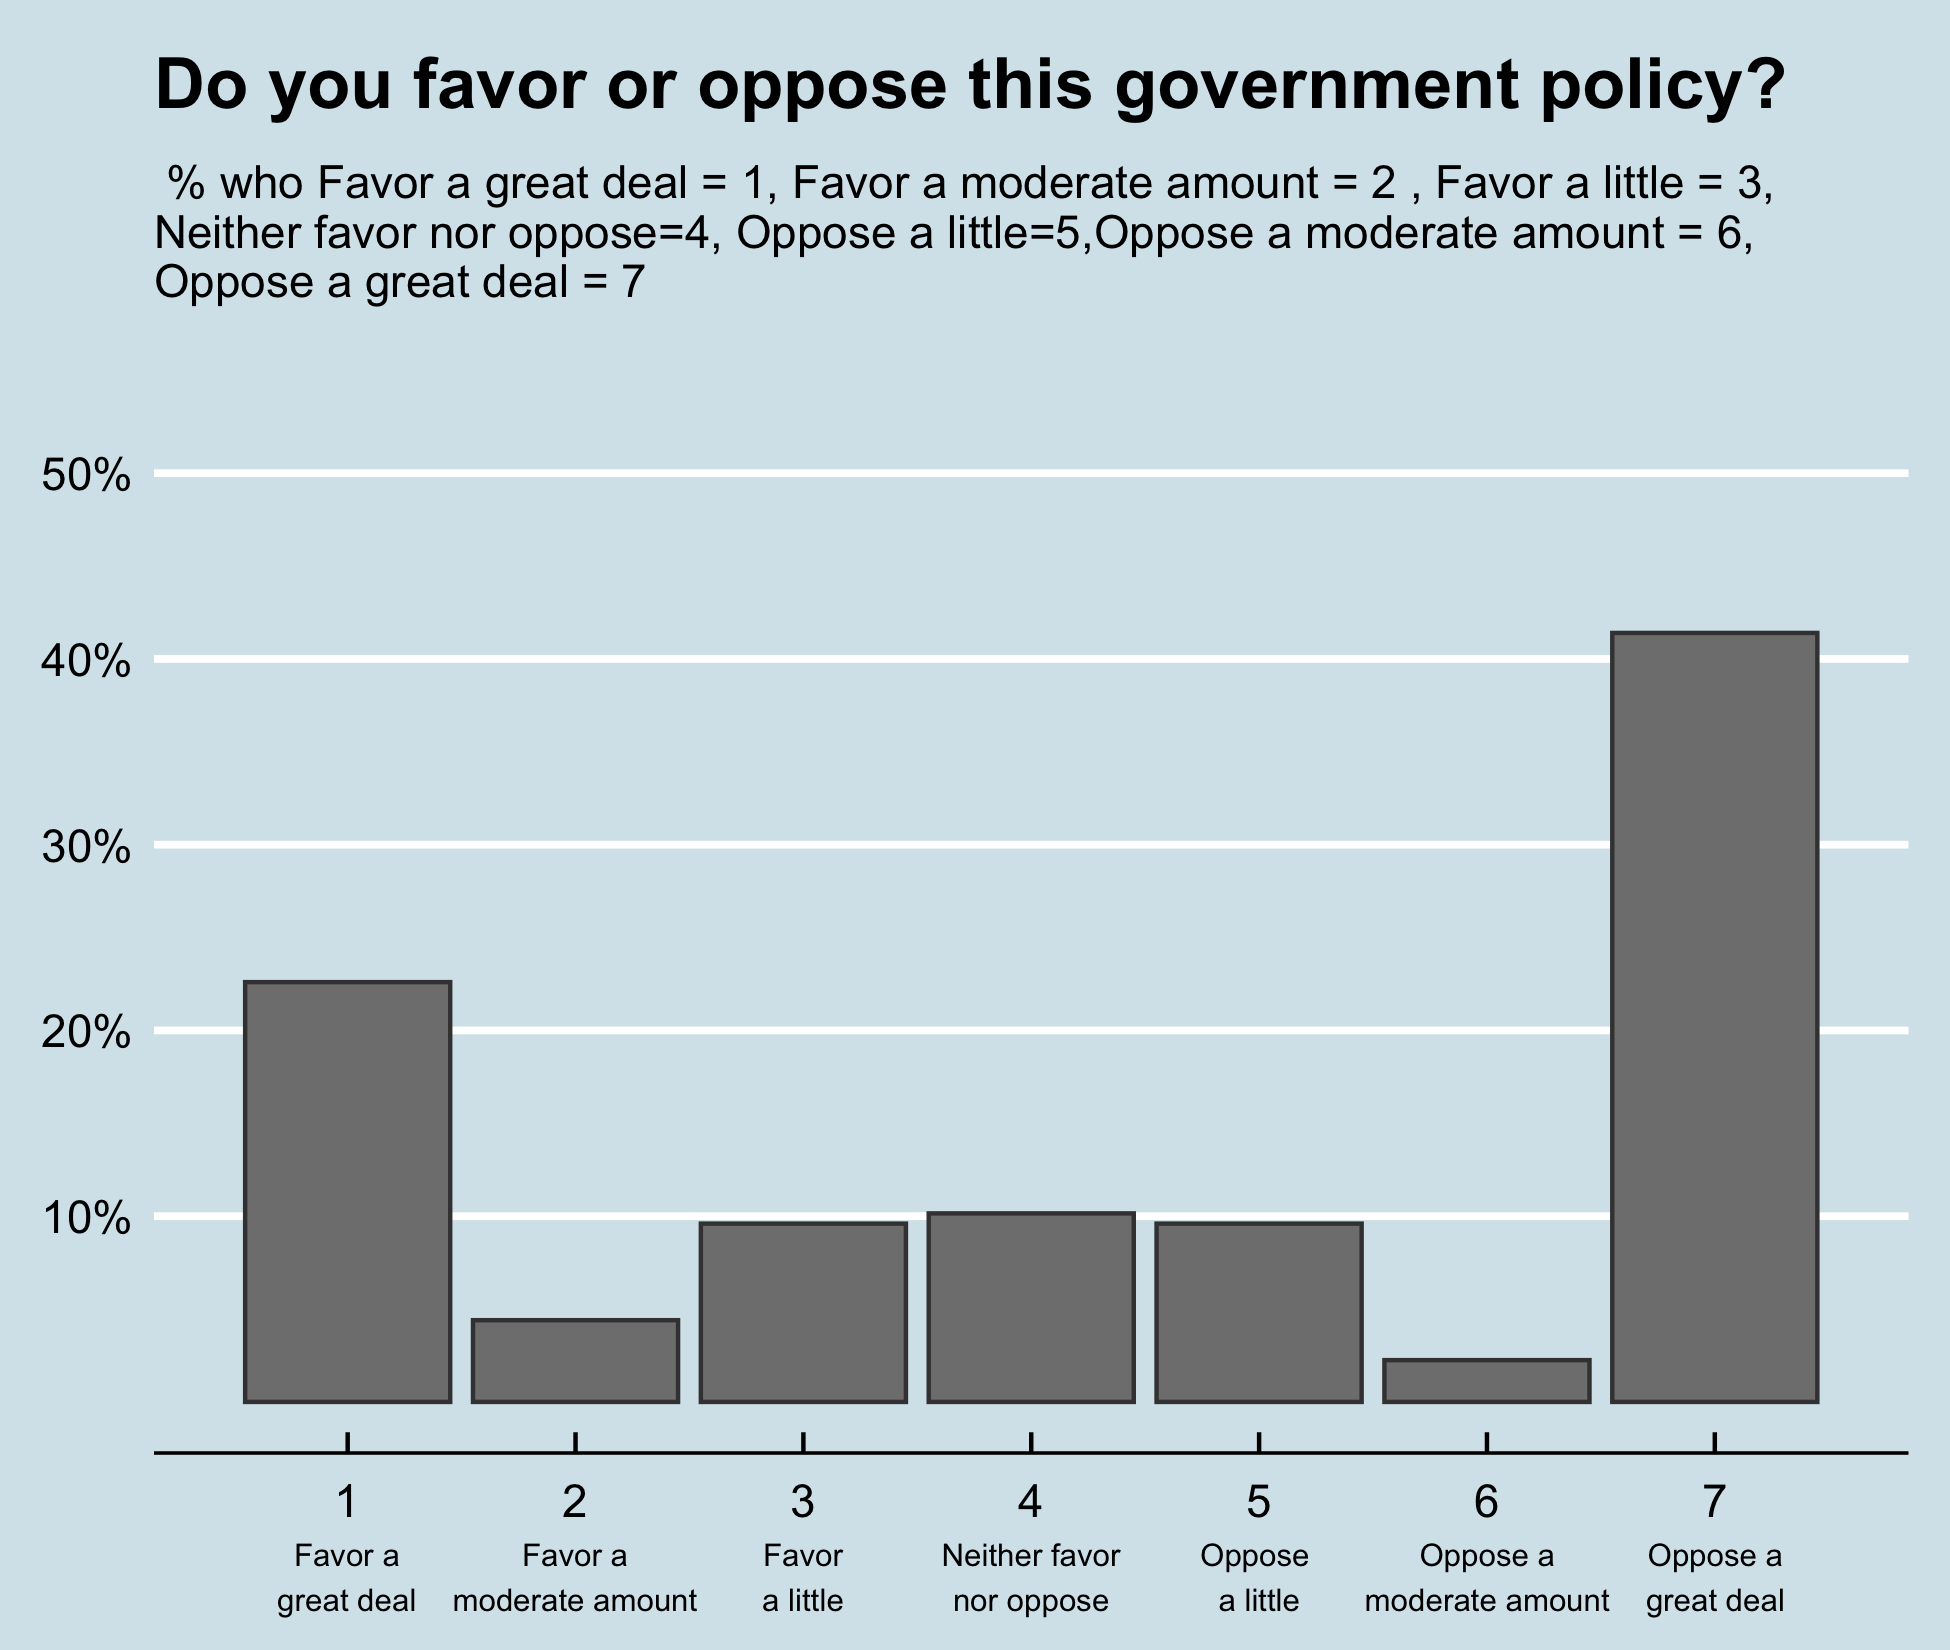 Do you favor or oppose this government policy?
% who Favor a great deal = 1, Favor a moderate amount = 2 , Favor a little = 3,
Neither favor nor oppose=4, Oppose a little=5,Oppose a moderate amount = 6,
Oppose a great deal = 7
50%
40%
30%
20%
10%
1 2 3 4 5 6 7
Favor a Favor a Favor Neither favor Oppose Oppose a Oppose a
great deal moderate amount a little nor oppose a little moderate amount great deal